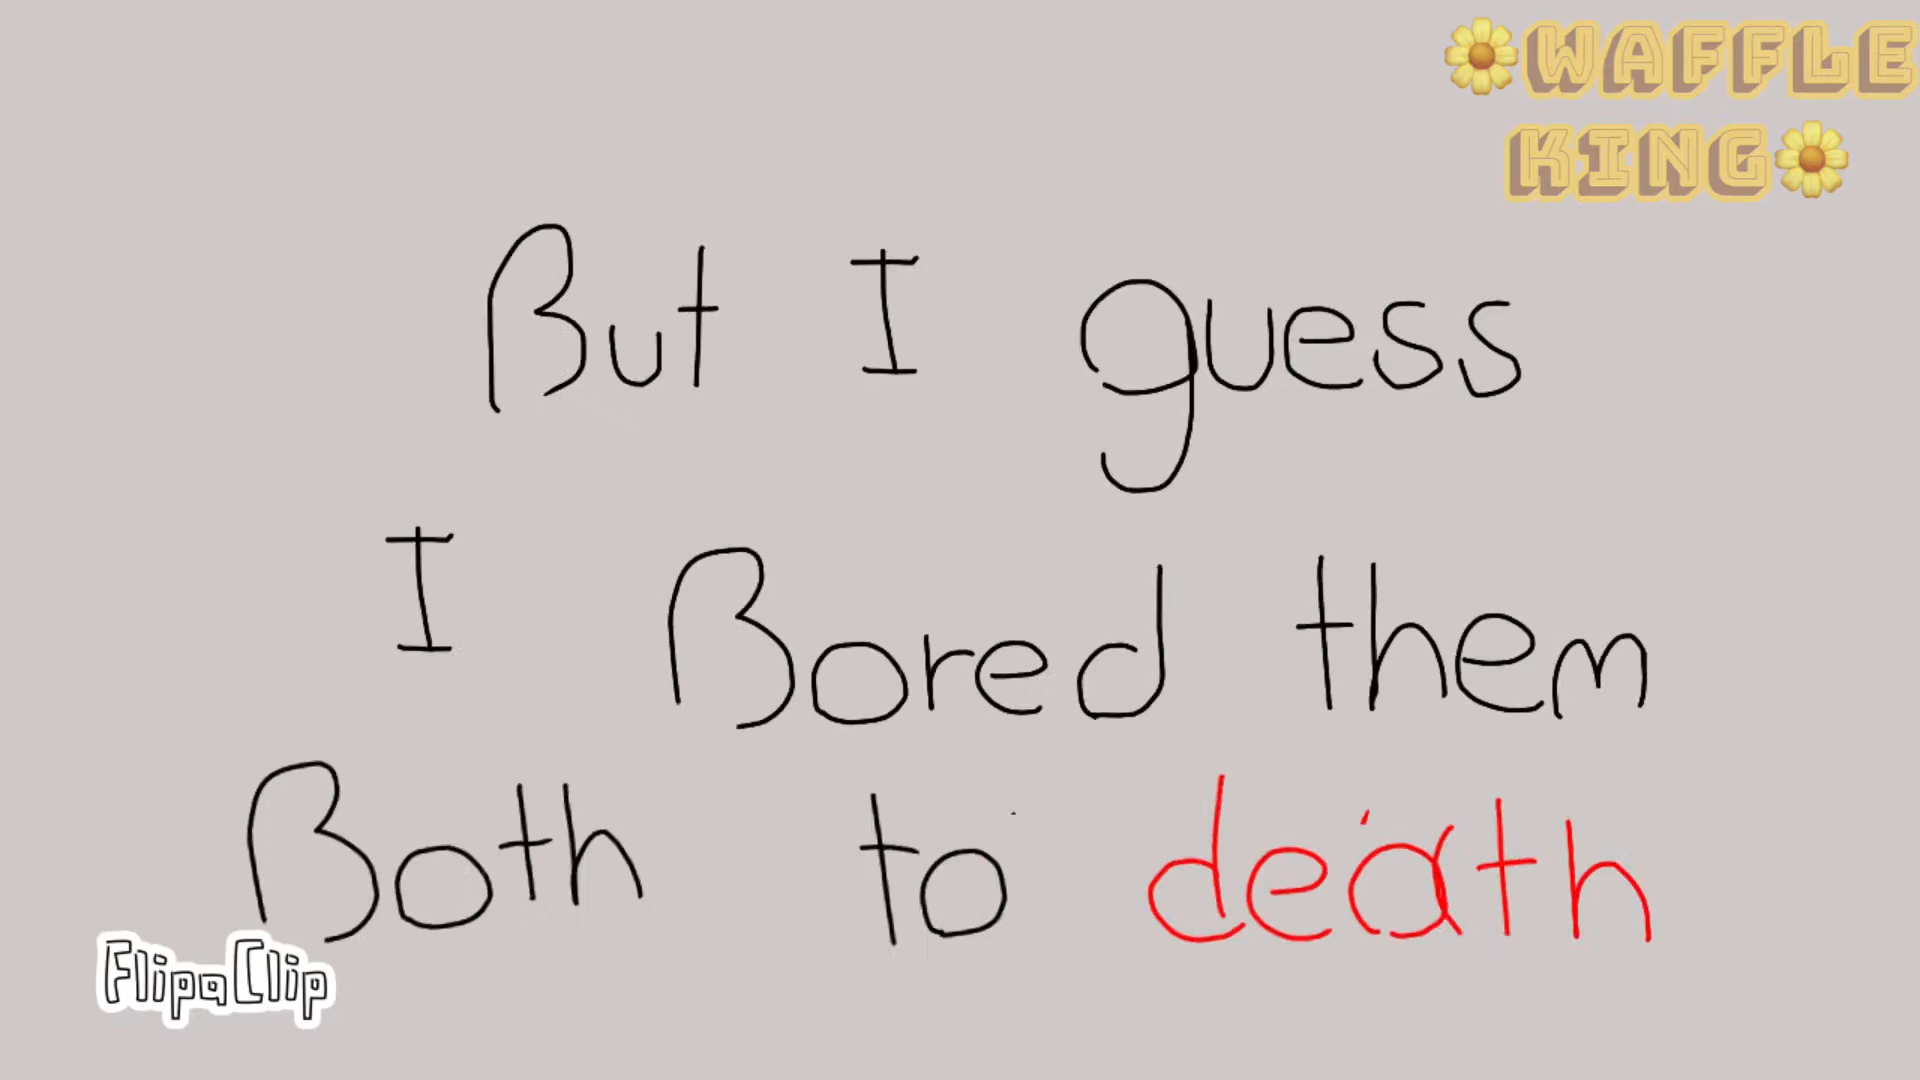 🌼WAFFLE
KING🌼
But I guess
I Bored them
Both to death
FlipaClip